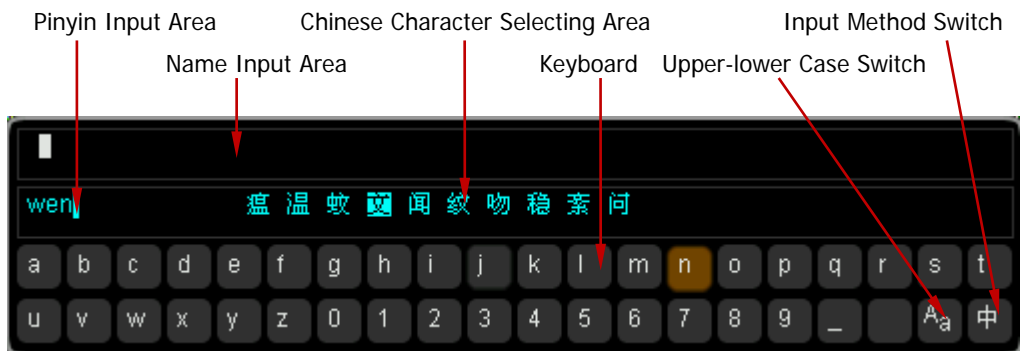 Pinyin Input Area Chinese Character Selecting Area Input Method Switch
Name Input Area Keyboard Upper-lower Case Switch
wen 瘟 温 蚊 文 闻 纹 吻 稳 紊 问
a b c d e f g h i j k l m n o p q r s t
u v w x y z 0 1 2 3 4 5 6 7 8 9 _ Aa 中